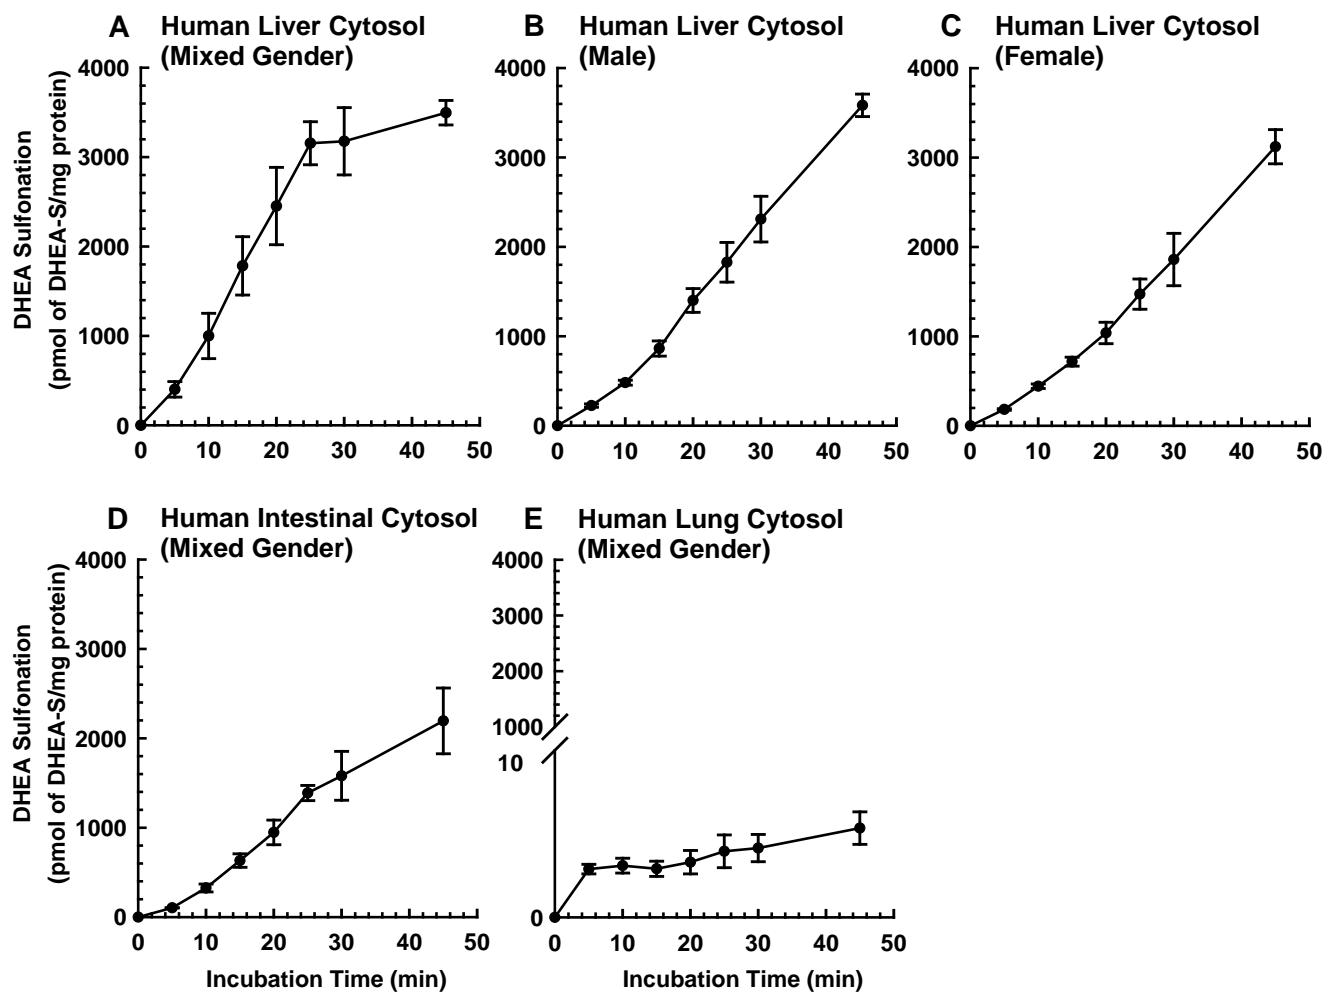 A Human Liver Cytosol
(Mixed Gender)
B Human Liver Cytosol
(Male)
C Human Liver Cytosol
(Female)
DHEA Sulfonation
(pmol of DHEA-S/mg protein)
4000
3000
2000
1000
0
0 10 20 30 40 50
4000
3000
2000
1000
0
0 10 20 30 40 50
4000
3000
2000
1000
0
0 10 20 30 40 50
D Human Intestinal Cytosol
(Mixed Gender)
E Human Lung Cytosol
(Mixed Gender)
DHEA Sulfonation
(pmol of DHEA-S/mg protein)
4000
3000
2000
1000
0
0 10 20 30 40 50
Incubation Time (min)
4000
3000
2000
1000
10
0
0 10 20 30 40 50
Incubation Time (min)